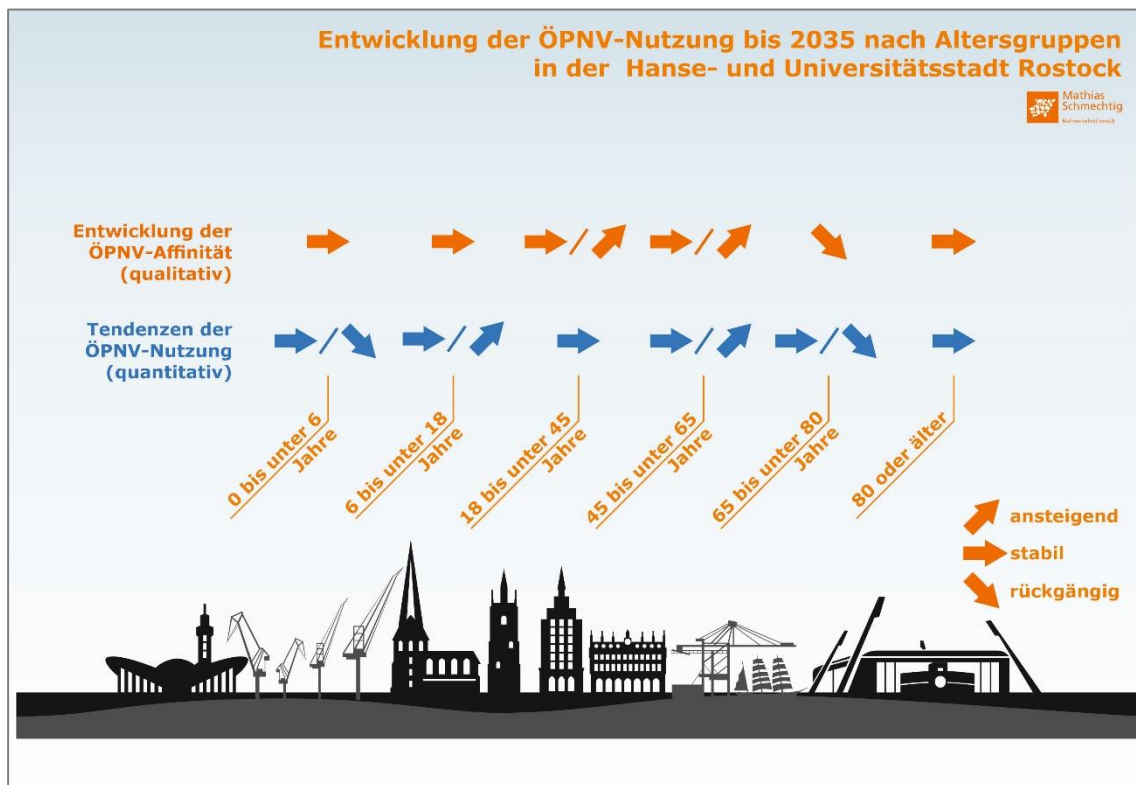 Entwicklung der ÖPNV-Nutzung bis 2035 nach Altersgruppen
in der Hanse- und Universitätsstadt Rostock
Mathias
Schmechtig
NahverkehrsConsult
Entwicklung der
ÖPNV-Affinität
(qualitativ)
Tendenzen der
ÖPNV-Nutzung
(quantitativ)
0 bis unter 6
Jahre
6 bis unter 18
Jahre
18 bis unter 45
Jahre
45 bis unter 65
Jahre
65 bis unter 80
Jahre
80 oder älter
ansteigend
stabil
rückgängig